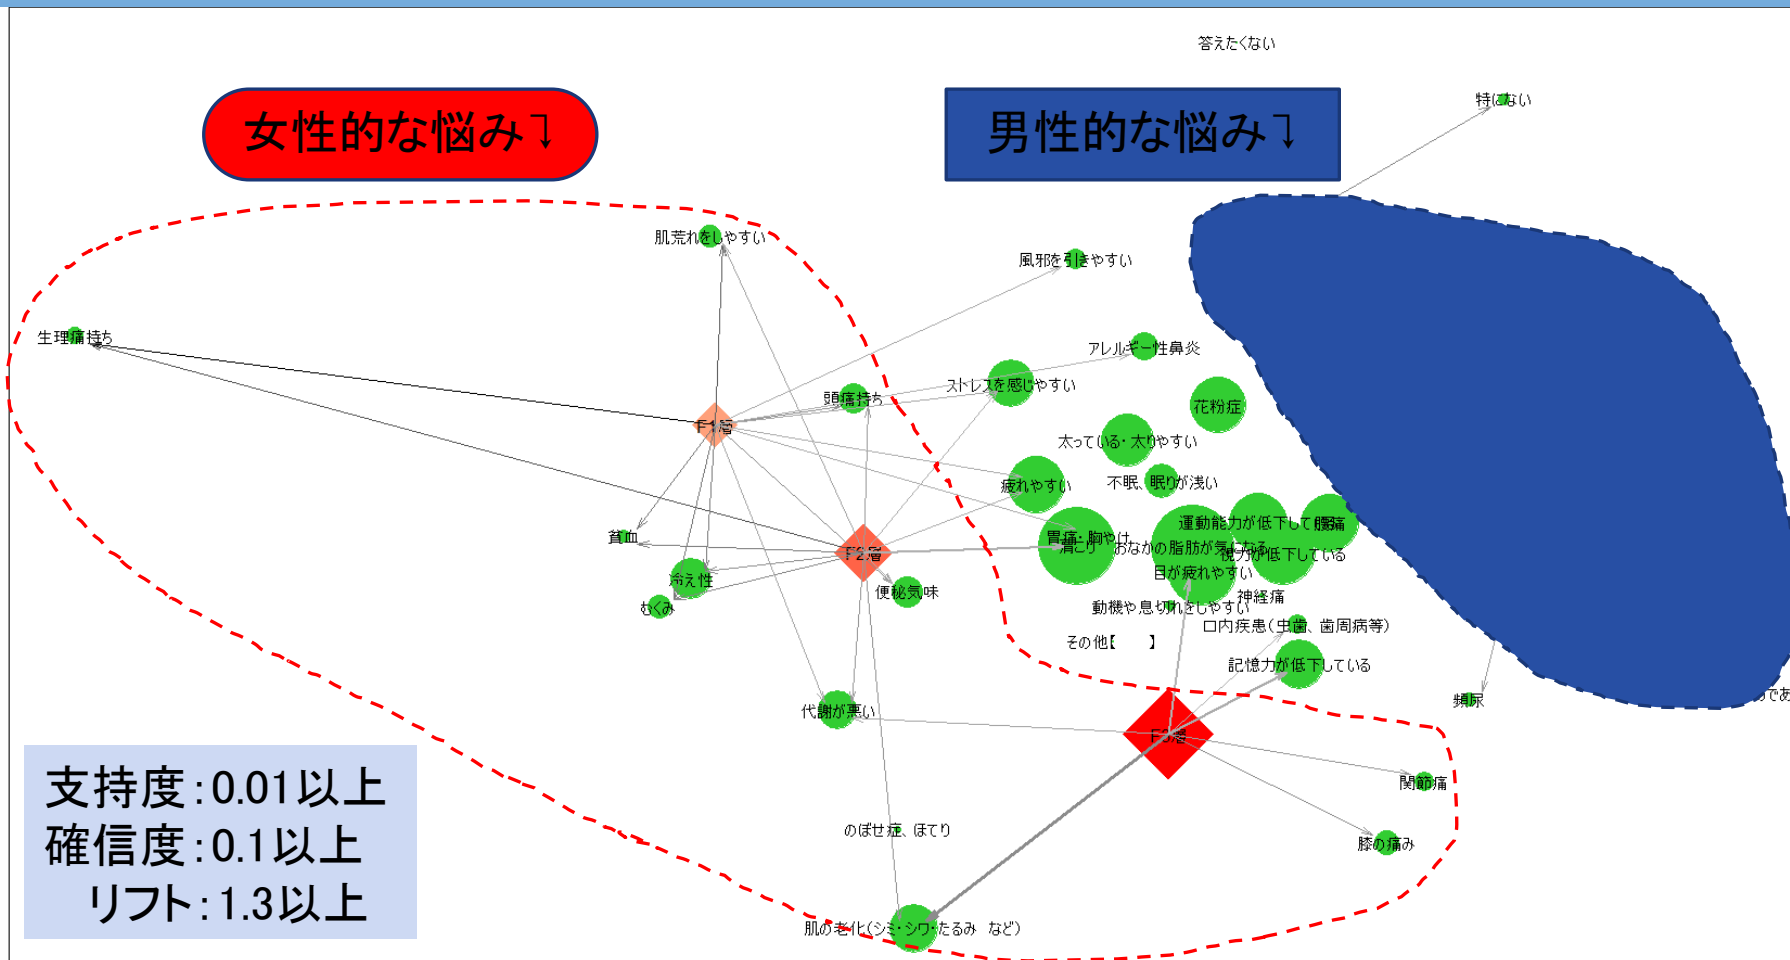 答えたくない
特にない
女性的な悩み↴
男性的な悩み↴
肌荒れをしやすい
風邪を引きやすい
生理痛持ち
アレルギー性鼻炎
ストレスを感じやすい
頭痛持ち
花粉症
F1層
太っている・太りやすい
疲れやすい
不眠、眠りが浅い
運動能力が低下して
腰痛
貧血
胃痛・胸やけ
肩こり
おなかの脂肪が気になる
視力が低下している
F2層
冷え性
目が疲れやすい
便秘気味
神経痛
むくみ
動機や息切れをしやすい
口内疾患(虫歯、歯周病等)
その他【 】
記憶力が低下している
頻尿
であ
代謝が悪い
F3層
関節痛
支持度:0.01以上
確信度:0.1以上
リフト:1.3以上
のぼせ症、ほてり
膝の痛み
肌の老化(シミ・シワ・たるみ など)